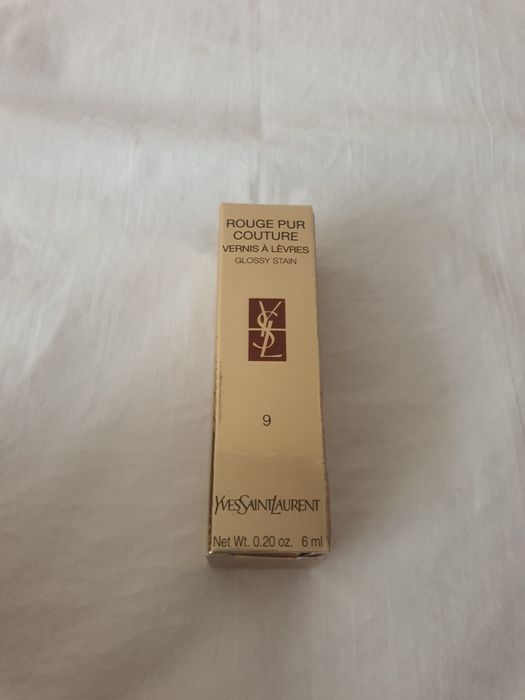 ROUGE PUR
COUTURE
VERNIS À LÈVRES
GLOSSY STAIN
YSL
9
YVESSAINTLAURENT
Net Wt. 0.20 oz. 6 ml